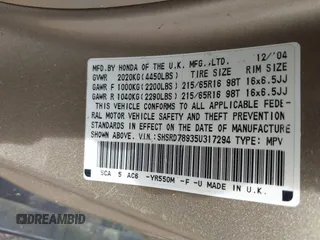 MFD.BY HONDA OF THE U.K. MFG.,LTD. 12/'04
GVWR 2020KG(4450LBS) TIRE SIZE RIM SIZE
GAWR F 1000KG(2200LBS) 215/65R16 98T 16x6.5JJ
GAWR R 1040KG(2290LBS) 215/65R16 98T 16x6.5JJ
THIS VEHICLE CONFORMS TO ALL APPLICABLE FEDE-
RAL MOTOR VEHICLE SAFETY AND THEFT PREVENTION
STANDARDS IN EFFECT ON THE DATE OF MANUFACTURE
SHOWN ABOVE. V.I.N.:SHSRD78935U317294 TYPE: MPV
SCA 5 AC6 -YR550M -F -U MADE IN U.K.
DREAMBID